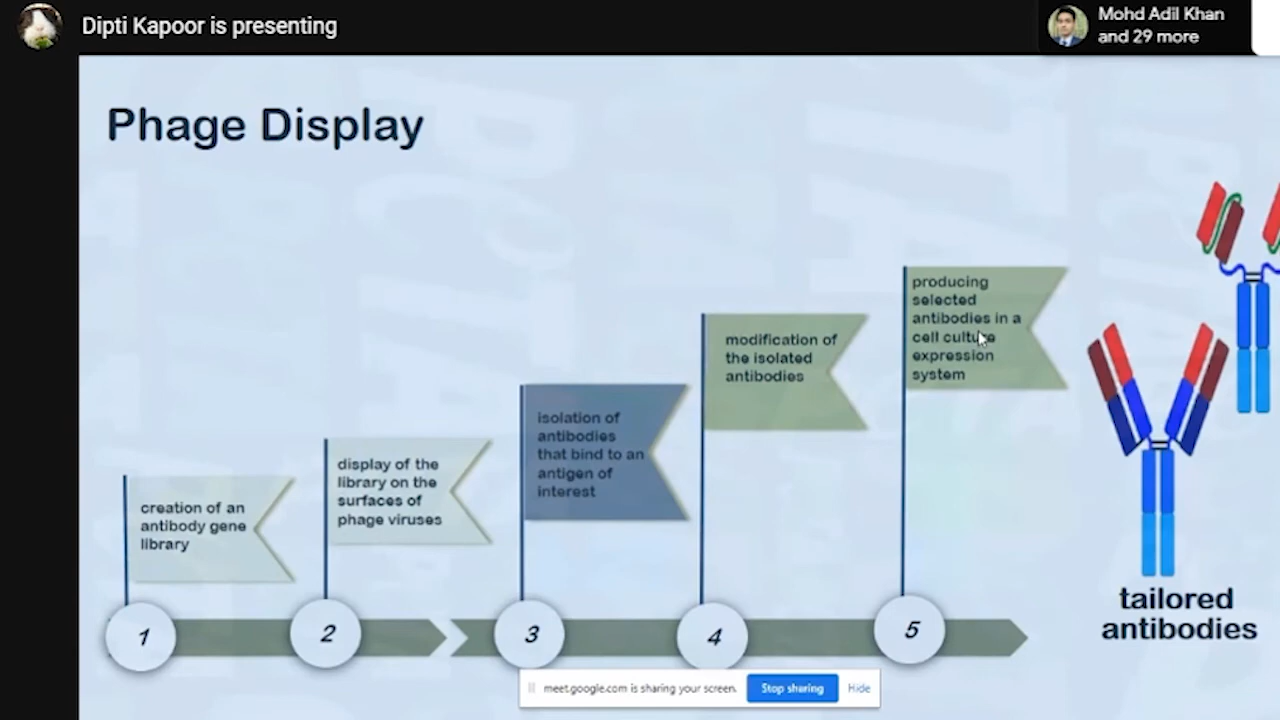 Dipti Kapoor is presenting
Mohd Adil Khan
and 29 more
Phage Display
creation of an
antibody gene
library
display of the
library on the
surfaces of
phage viruses
isolation of
antibodies
that bind to an
antigen of
interest
modification of
the isolated
antibodies
producing
selected
antibodies in a
cell culture
expression
system
1
2
3
4
5
tailored
antibodies
meet.google.com is sharing your screen.
Stop sharing
Hide